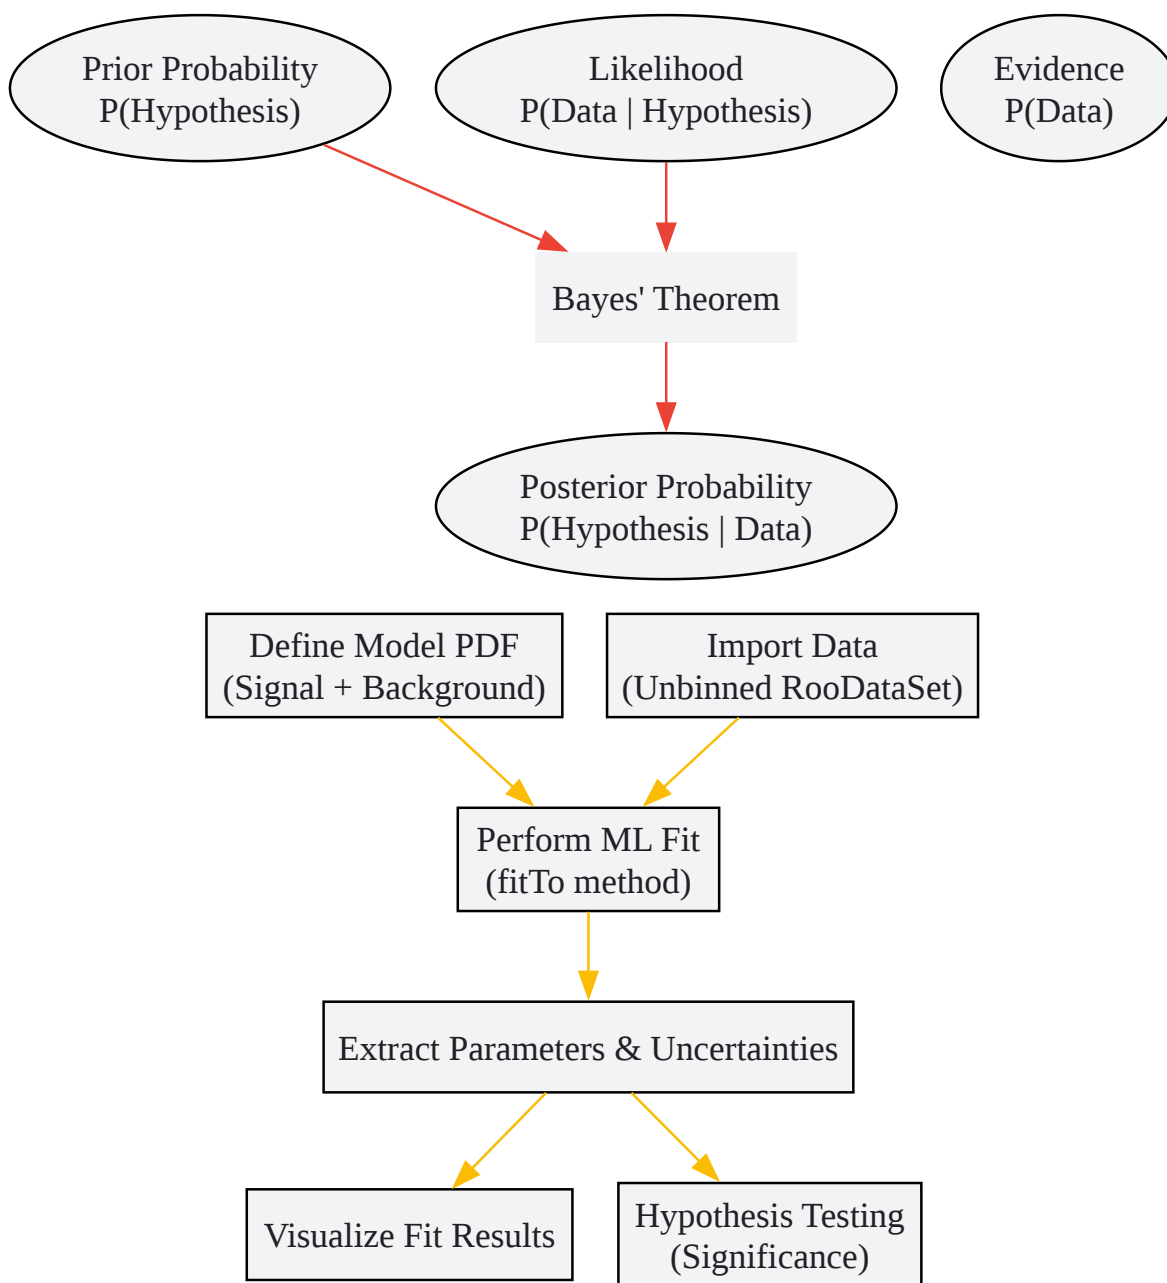 Prior Probability
P(Hypothesis)
Likelihood
P(Data | Hypothesis)
Evidence
P(Data)
Bayes' Theorem
Posterior Probability
P(Hypothesis | Data)
Define Model PDF
(Signal + Background)
Import Data
(Unbinned RooDataSet)
Perform ML Fit
(fitTo method)
Extract Parameters & Uncertainties
Visualize Fit Results
Hypothesis Testing
(Significance)